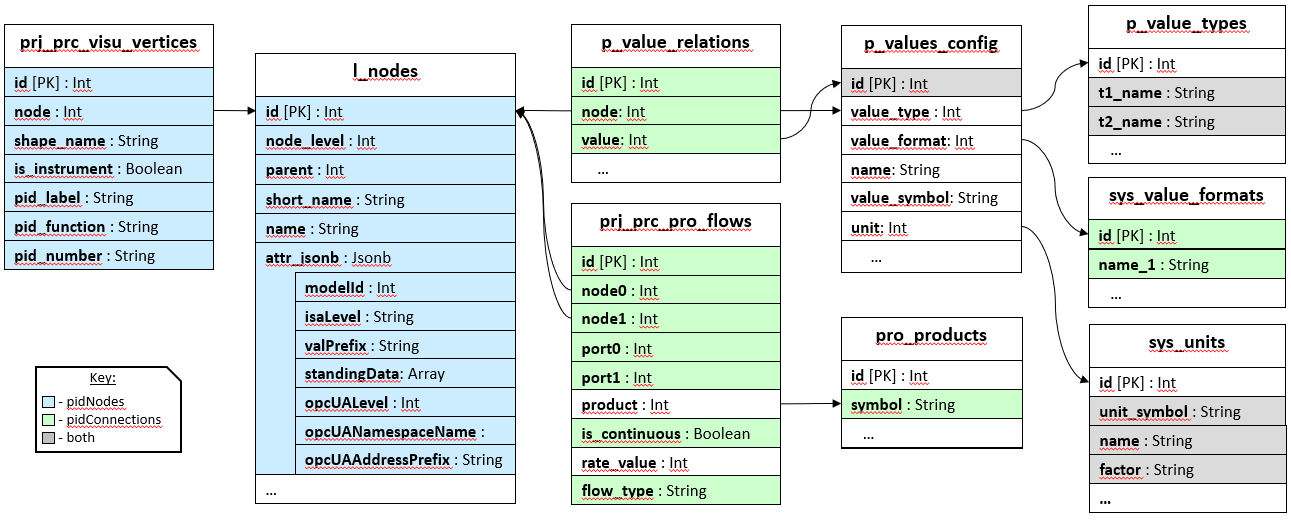 prj_prc_visu_vertices
id [PK] : Int
node : Int
shape_name : String
is_instrument : Boolean
pid_label : String
pid_function : String
pid_number : String
Key:
- pidNodes
- pidConnections
- both
l_nodes
id [PK] : Int
node_level : Int
parent : Int
short_name : String
name : String
attr_jsonb : Jsonb
modelId : Int
isaLevel : String
valPrefix : String
standingData: Array
opcUALevel : Int
opcUANamespaceName :
opcUAAddressPrefix : String
...
p_value_relations
id [PK] : Int
node: Int
value: Int
...
prj_prc_pro_flows
id [PK] : Int
node0 : Int
node1 : Int
port0 : Int
port1 : Int
product : Int
is_continuous : Boolean
rate_value : Int
flow_type : String
p_values_config
id [PK] : Int
value_type : Int
value_format: Int
name: String
value_symbol: String
unit: Int
...
pro_products
id [PK] : Int
symbol : String
...
p_value_types
id [PK] : Int
t1_name : String
t2_name : String
...
sys_value_formats
id [PK] : Int
name_1 : String
...
sys_units
id [PK] : Int
unit_symbol : String
name : String
factor : String
...